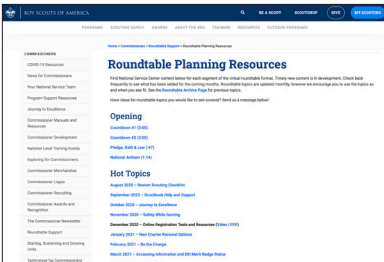 BOY SCOUTS OF AMERICA
BE A SCOUT
SCOUTSHOP
GIVE
MY.SCOUTING
PROGRAMS
SCOUTING SAFELY
AWARDS
ABOUT THE BSA
TRAINING
RESOURCES
OUTDOOR PROGRAMS
Home » Commissioners » Roundtable Support » Roundtable Planning Resources
COMMISSIONERS
COVID-19 Resources
News for Commissioners
Your National Service Team
Program Support Resources
Journey to Excellence
Commissioner Manuals and
Resources
Commissioner Development
National Level Training Events
Exploring for Commissioners
Commissioner Merchandise
Commissioner Logos
Commissioner Recruiting
Commissioner Awards and
Recognition
The Commissioner Newsletter
Roundtable Support
Starting, Sustaining and Growing
Units
Technology for Commissioners
Roundtable Planning Resources
Find National Service Center content below for each segment of the virtual roundtable format. Timely new content is in development. Check back
frequently to see what has been added for the coming months. Roundtable topics are updated monthly, however we encourage you to use the topics as
and when you see fit. See the Roundtable Archive Page for previous topics.
Have ideas for roundtable topics you would like to see covered? Send us a message below!
Opening
Countdown #1 (5:00)
Countdown #2 (5:00)
Pledge, Oath & Law (:47)
National Anthem (1:14)
Hot Topics
August 2020 – Restart Scouting Checklist
September 2020 – Scoutbook Help and Support
October 2020 – Journey to Excellence
November 2020 – Safety While Gaming
December 2020 – Online Registration Tools and Resources (Video | PDF)
January 2021 – New Charter Renewal Options
February 2021 – Be the Change
March 2021 – Accessing Information and DEI Merit Badge Status